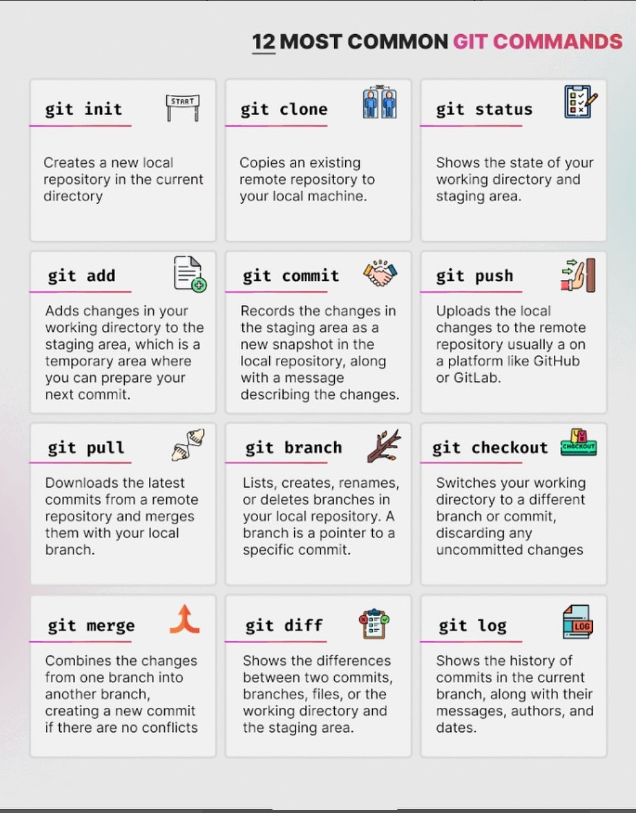 12 MOST COMMON GIT COMMANDS
git init
START
Creates a new local
repository in the current
directory
git clone
Copies an existing
remote repository to
your local machine.
git status
Shows the state of your
working directory and
staging area.
git add
Adds changes in your
working directory to the
staging area, which is a
temporary area where
you can prepare your
next commit.
git commit
Records the changes in
the staging area as a
new snapshot in the
local repository, along
with a message
describing the changes.
git push
Uploads the local
changes to the remote
repository usually a on
a platform like GitHub
or GitLab.
git pull
Downloads the latest
commits from a remote
repository and merges
them with your local
branch.
git branch
Lists, creates, renames,
or deletes branches in
your local repository. A
branch is a pointer to a
specific commit.
git checkout
CHECKOUT
Switches your working
directory to a different
branch or commit,
discarding any
uncommitted changes
git merge
Combines the changes
from one branch into
another branch,
creating a new commit
if there are no conflicts
git diff
Shows the differences
between two commits,
branches, files, or the
working directory and
the staging area.
git log
LOG
Shows the history of
commits in the current
branch, along with their
messages, authors, and
dates.